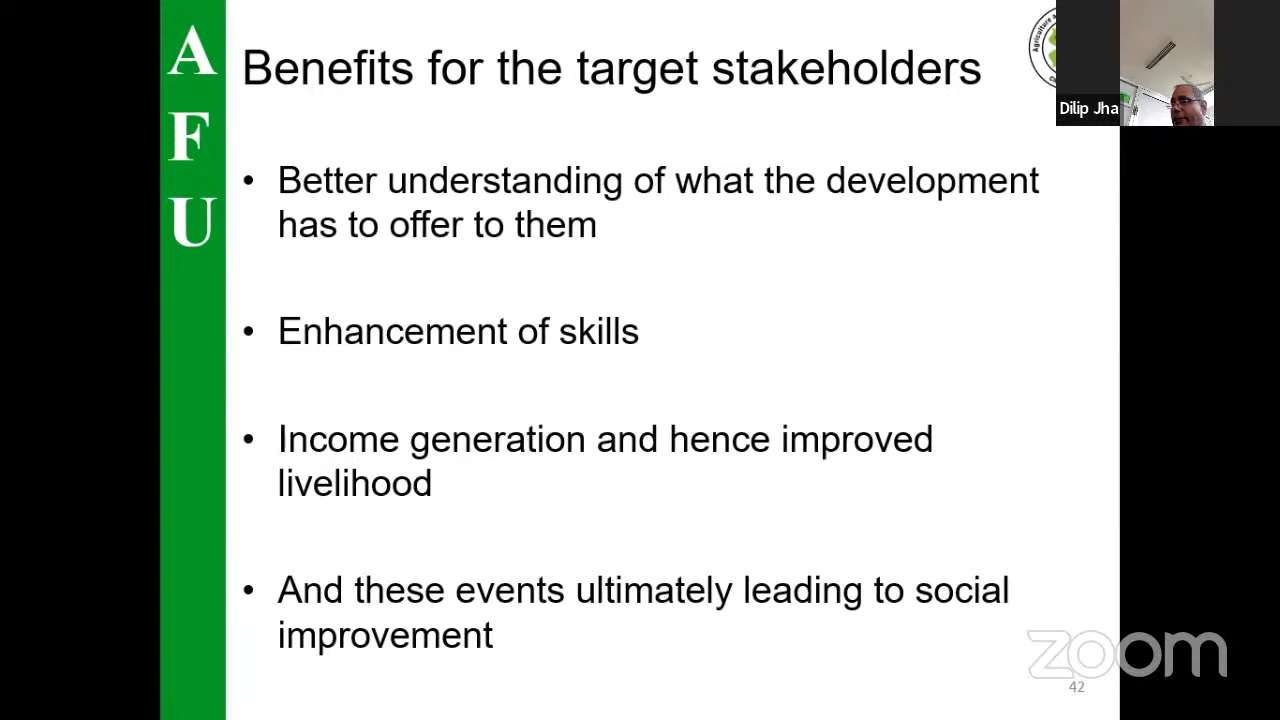 A
F
U
Benefits for the target stakeholders
Agriculture a
Dilip Jha
• Better understanding of what the development
has to offer to them
• Enhancement of skills
• Income generation and hence improved
livelihood
• And these events ultimately leading to social
improvement
zoom
42